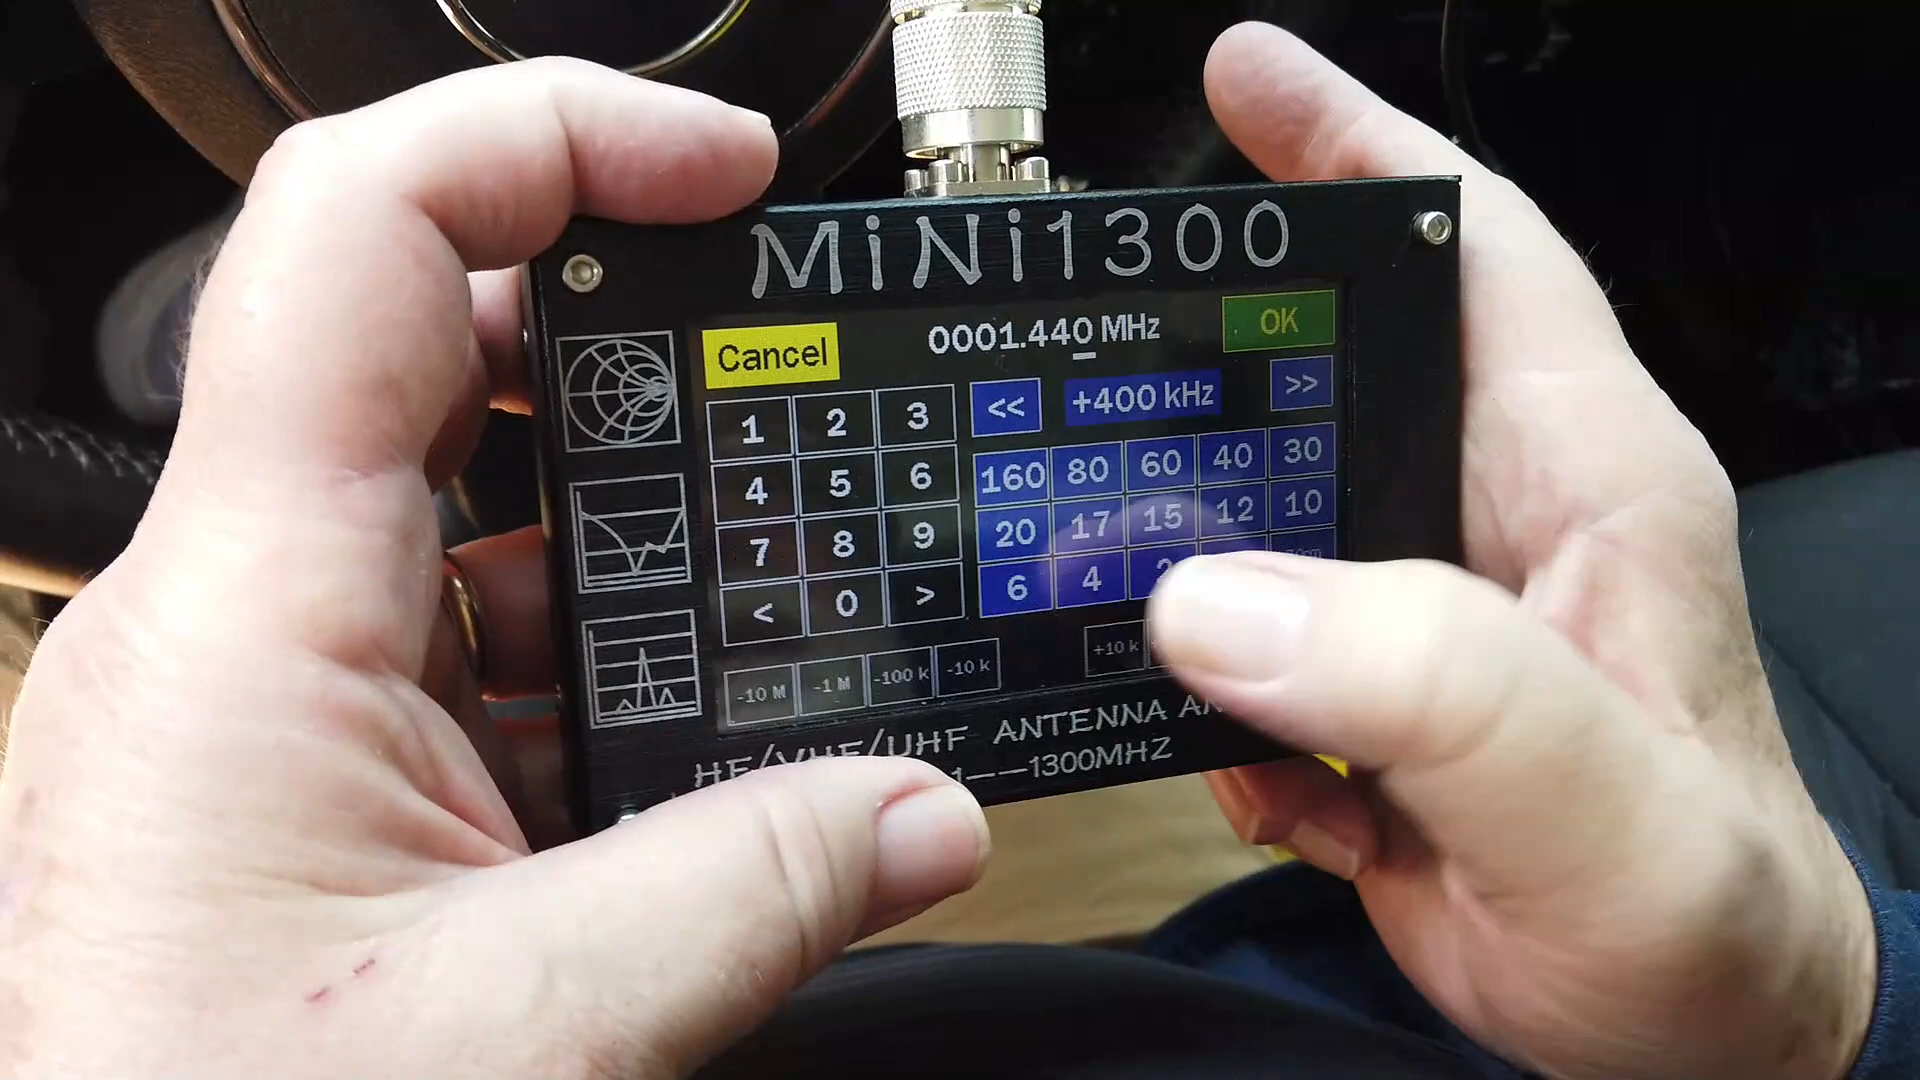 MiNi1300
Cancel 0001.440 MHz OK
1 2 3 << +400 kHz >>
4 5 6 160 80 60 40 30
7 8 9 20 17 15 12 10
< 0 > 6 4
-10 M -1 M -100 k -10 k +10 k
HF/VHF/UHF ANTENNA
1——1300MHZ